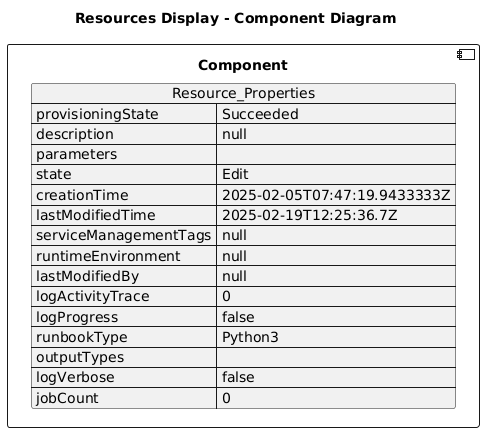 Resources Display - Component Diagram
Component
Resource_Properties
provisioningState Succeeded
description null
parameters
state Edit
creationTime 2025-02-05T07:47:19.9433333Z
lastModifiedTime 2025-02-19T12:25:36.7Z
serviceManagementTags null
runtimeEnvironment null
lastModifiedBy null
logActivityTrace 0
logProgress false
runbookType Python3
outputTypes
logVerbose false
jobCount 0